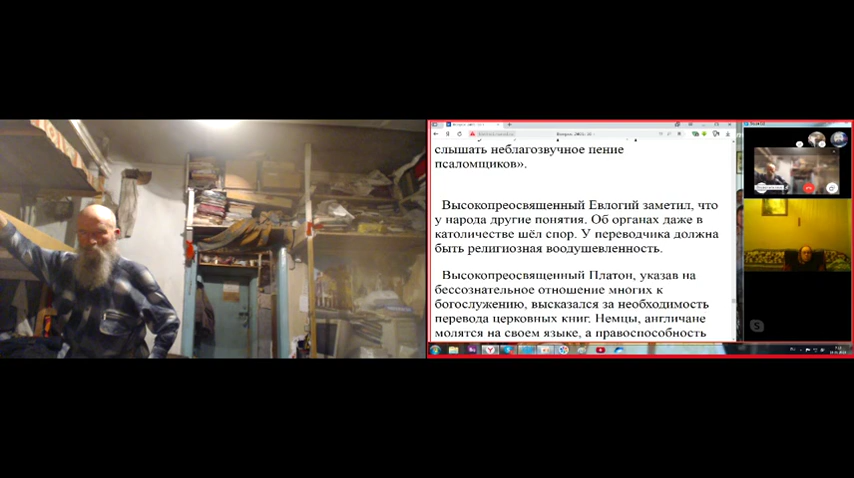 слышать неблагозвучное пение
псаломщиков».
Высокопреосвященный Евлогий заметил, что
у народа другие понятия. Об органах даже в
католичестве шёл спор. У переводчика должна
быть религиозная воодушевленность.
Высокопреосвященный Платон, указав на
бессознательное отношение многих к
богослужению, высказался за необходимость
перевода церковных книг. Немцы, англичане
молятся на своем языке, а правоспособность